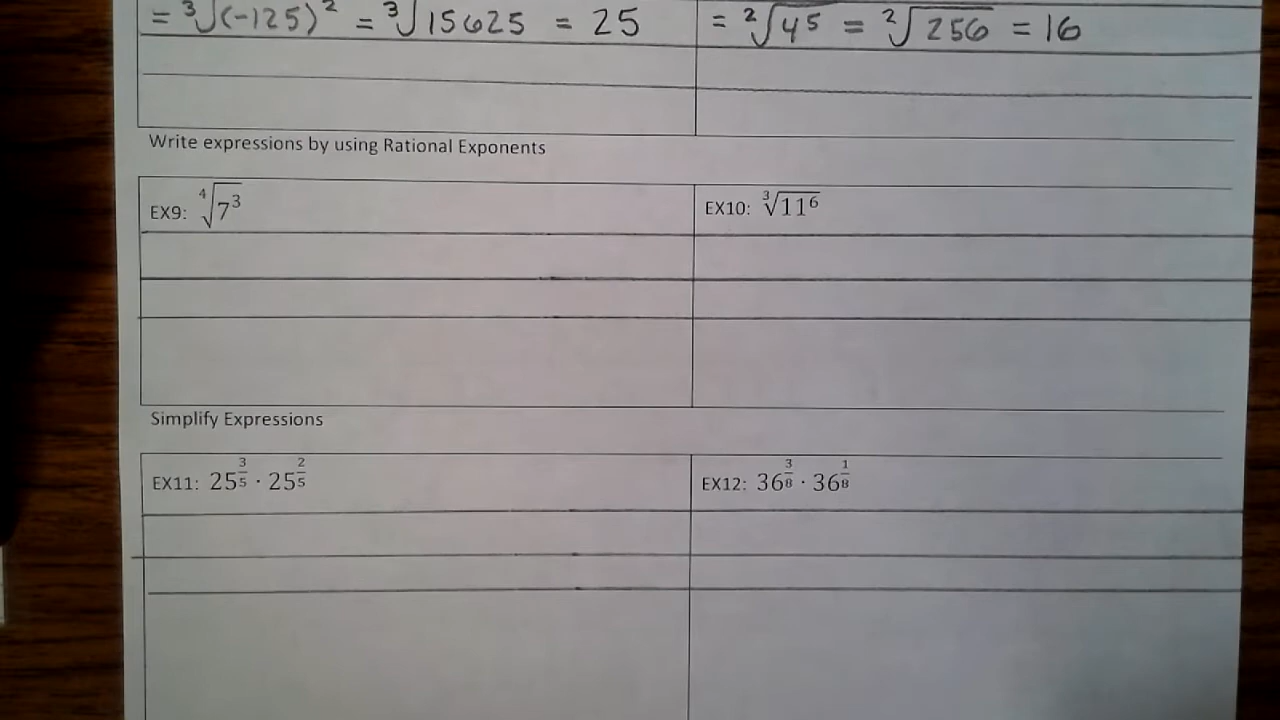 = ³√(-125)² = ³√15625 = 25
= ²√4⁵ = ²√256 = 16
Write expressions by using Rational Exponents
EX9: ⁴√7³
EX10: ³√11⁶
Simplify Expressions
EX11: 25^(3/5) · 25^(2/5)
EX12: 36^(3/8) · 36^(1/8)